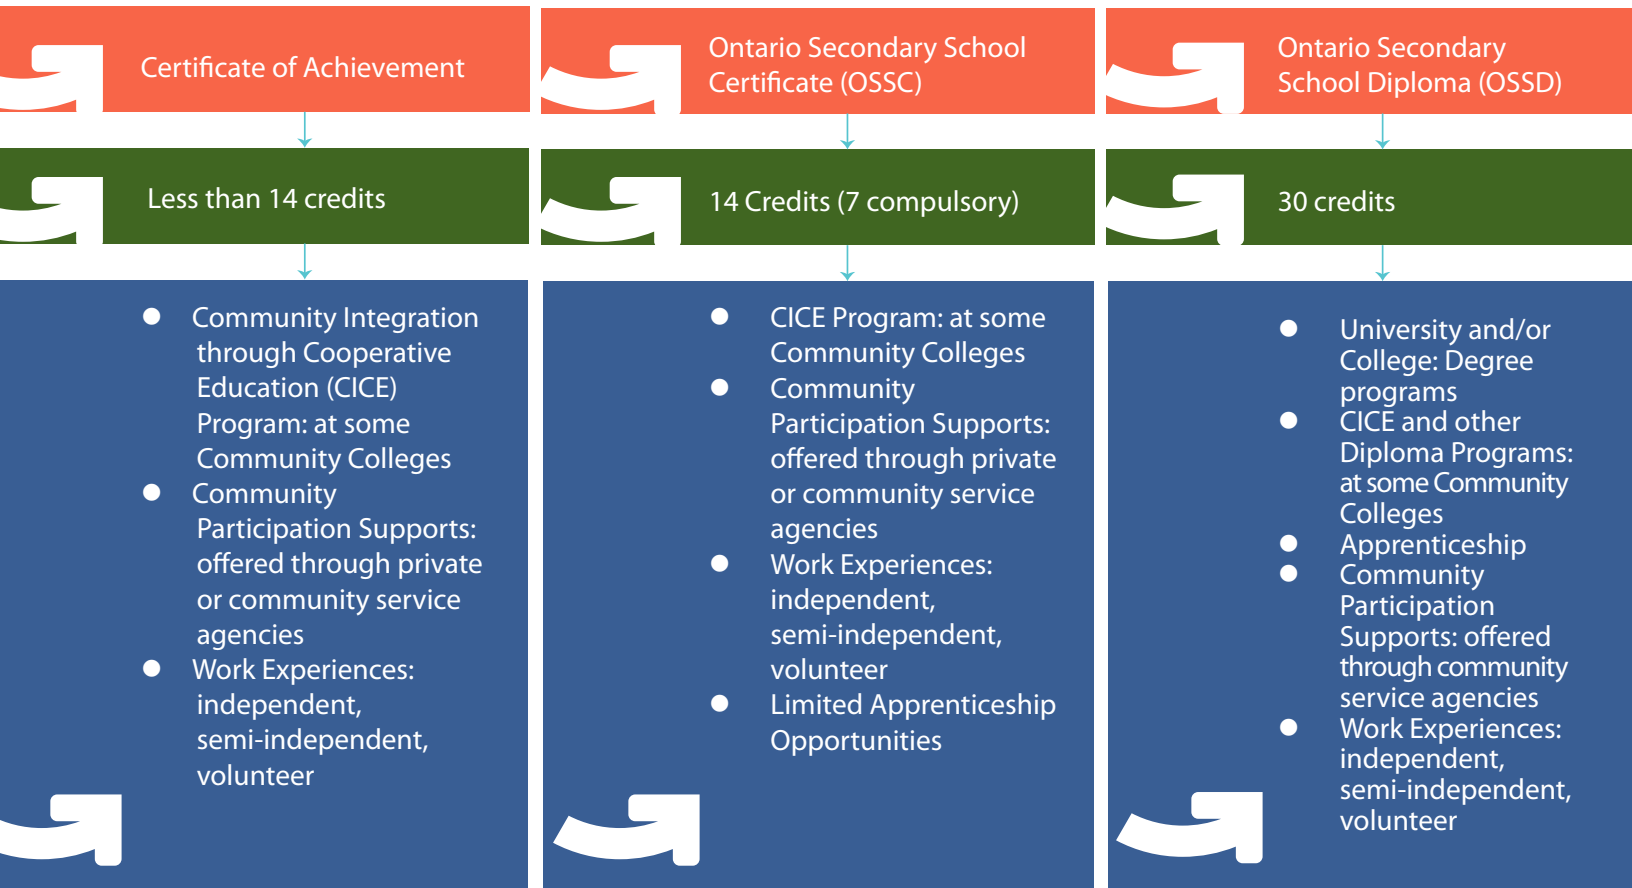 Certificate of Achievement
Less than 14 credits
● Community Integration
through Cooperative
Education (CICE)
Program: at some
Community Colleges
● Community
Participation Supports:
offered through private
or community service
agencies
● Work Experiences:
independent,
semi-independent,
volunteer
Ontario Secondary School
Certificate (OSSC)
14 Credits (7 compulsory)
● CICE Program: at some
Community Colleges
● Community
Participation Supports:
offered through private
or community service
agencies
● Work Experiences:
independent,
semi-independent,
volunteer
● Limited Apprenticeship
Opportunities
Ontario Secondary
School Diploma (OSSD)
30 credits
● University and/or
College: Degree
programs
● CICE and other
Diploma Programs:
at some Community
Colleges
● Apprenticeship
● Community
Participation
Supports: offered
through community
service agencies
● Work Experiences:
independent,
semi-independent,
volunteer